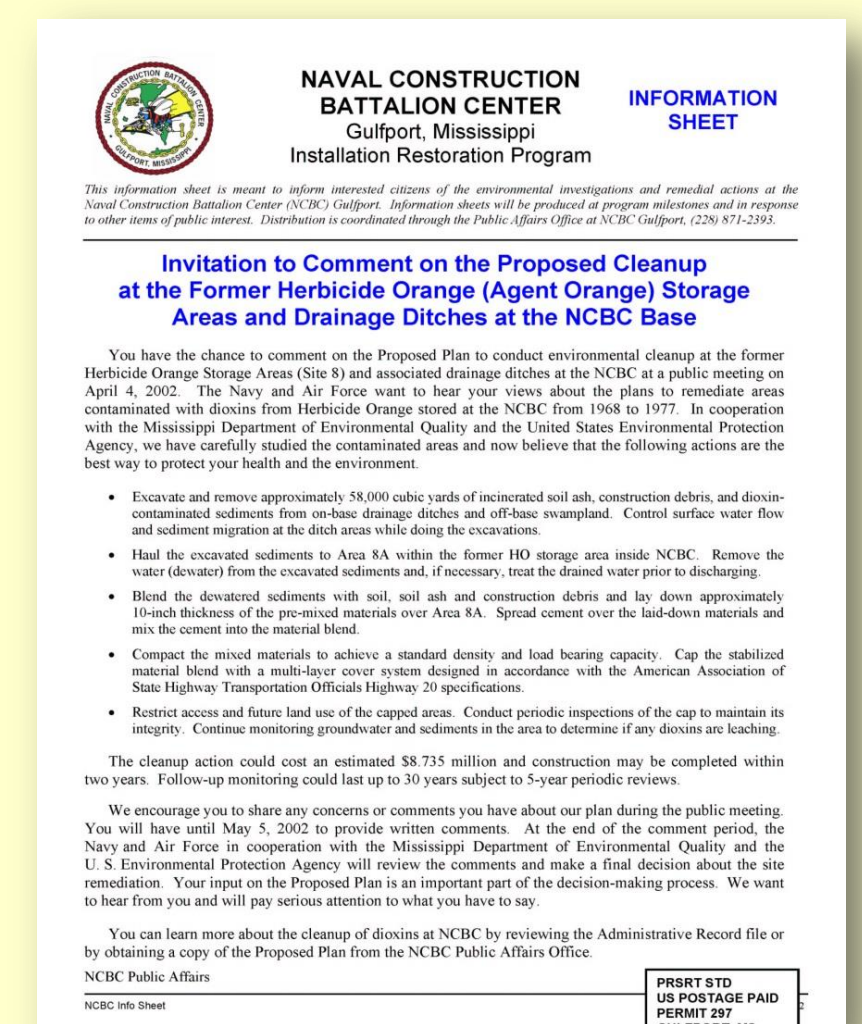 NAVAL CONSTRUCTION BATTALION CENTER
GULFPORT, MISSISSIPPI
NAVAL CONSTRUCTION
BATTALION CENTER
Gulfport, Mississippi
Installation Restoration Program
INFORMATION
SHEET
This information sheet is meant to inform interested citizens of the environmental investigations and remedial actions at the
Naval Construction Battalion Center (NCBC) Gulfport. Information sheets will be produced at program milestones and in response
to other items of public interest. Distribution is coordinated through the Public Affairs Office at NCBC Gulfport, (228) 871-2393.
Invitation to Comment on the Proposed Cleanup
at the Former Herbicide Orange (Agent Orange) Storage
Areas and Drainage Ditches at the NCBC Base
You have the chance to comment on the Proposed Plan to conduct environmental cleanup at the former
Herbicide Orange Storage Areas (Site 8) and associated drainage ditches at the NCBC at a public meeting on
April 4, 2002. The Navy and Air Force want to hear your views about the plans to remediate areas
contaminated with dioxins from Herbicide Orange stored at the NCBC from 1968 to 1977. In cooperation
with the Mississippi Department of Environmental Quality and the United States Environmental Protection
Agency, we have carefully studied the contaminated areas and now believe that the following actions are the
best way to protect your health and the environment.
• Excavate and remove approximately 58,000 cubic yards of incinerated soil ash, construction debris, and dioxin-
contaminated sediments from on-base drainage ditches and off-base swampland. Control surface water flow
and sediment migration at the ditch areas while doing the excavations.
• Haul the excavated sediments to Area 8A within the former HO storage area inside NCBC. Remove the
water (dewater) from the excavated sediments and, if necessary, treat the drained water prior to discharging.
• Blend the dewatered sediments with soil, soil ash and construction debris and lay down approximately
10-inch thickness of the pre-mixed materials over Area 8A. Spread cement over the laid-down materials and
mix the cement into the material blend.
• Compact the mixed materials to achieve a standard density and load bearing capacity. Cap the stabilized
material blend with a multi-layer cover system designed in accordance with the American Association of
State Highway Transportation Officials Highway 20 specifications.
• Restrict access and future land use of the capped areas. Conduct periodic inspections of the cap to maintain its
integrity. Continue monitoring groundwater and sediments in the area to determine if any dioxins are leaching.
The cleanup action could cost an estimated $8.735 million and construction may be completed within
two years. Follow-up monitoring could last up to 30 years subject to 5-year periodic reviews.
We encourage you to share any concerns or comments you have about our plan during the public meeting.
You will have until May 5, 2002 to provide written comments. At the end of the comment period, the
Navy and Air Force in cooperation with the Mississippi Department of Environmental Quality and the
U. S. Environmental Protection Agency will review the comments and make a final decision about the site
remediation. Your input on the Proposed Plan is an important part of the decision-making process. We want
to hear from you and will pay serious attention to what you have to say.
You can learn more about the cleanup of dioxins at NCBC by reviewing the Administrative Record file or
by obtaining a copy of the Proposed Plan from the NCBC Public Affairs Office.
NCBC Public Affairs
NCBC Info Sheet
PRSRT STD
US POSTAGE PAID
PERMIT 297